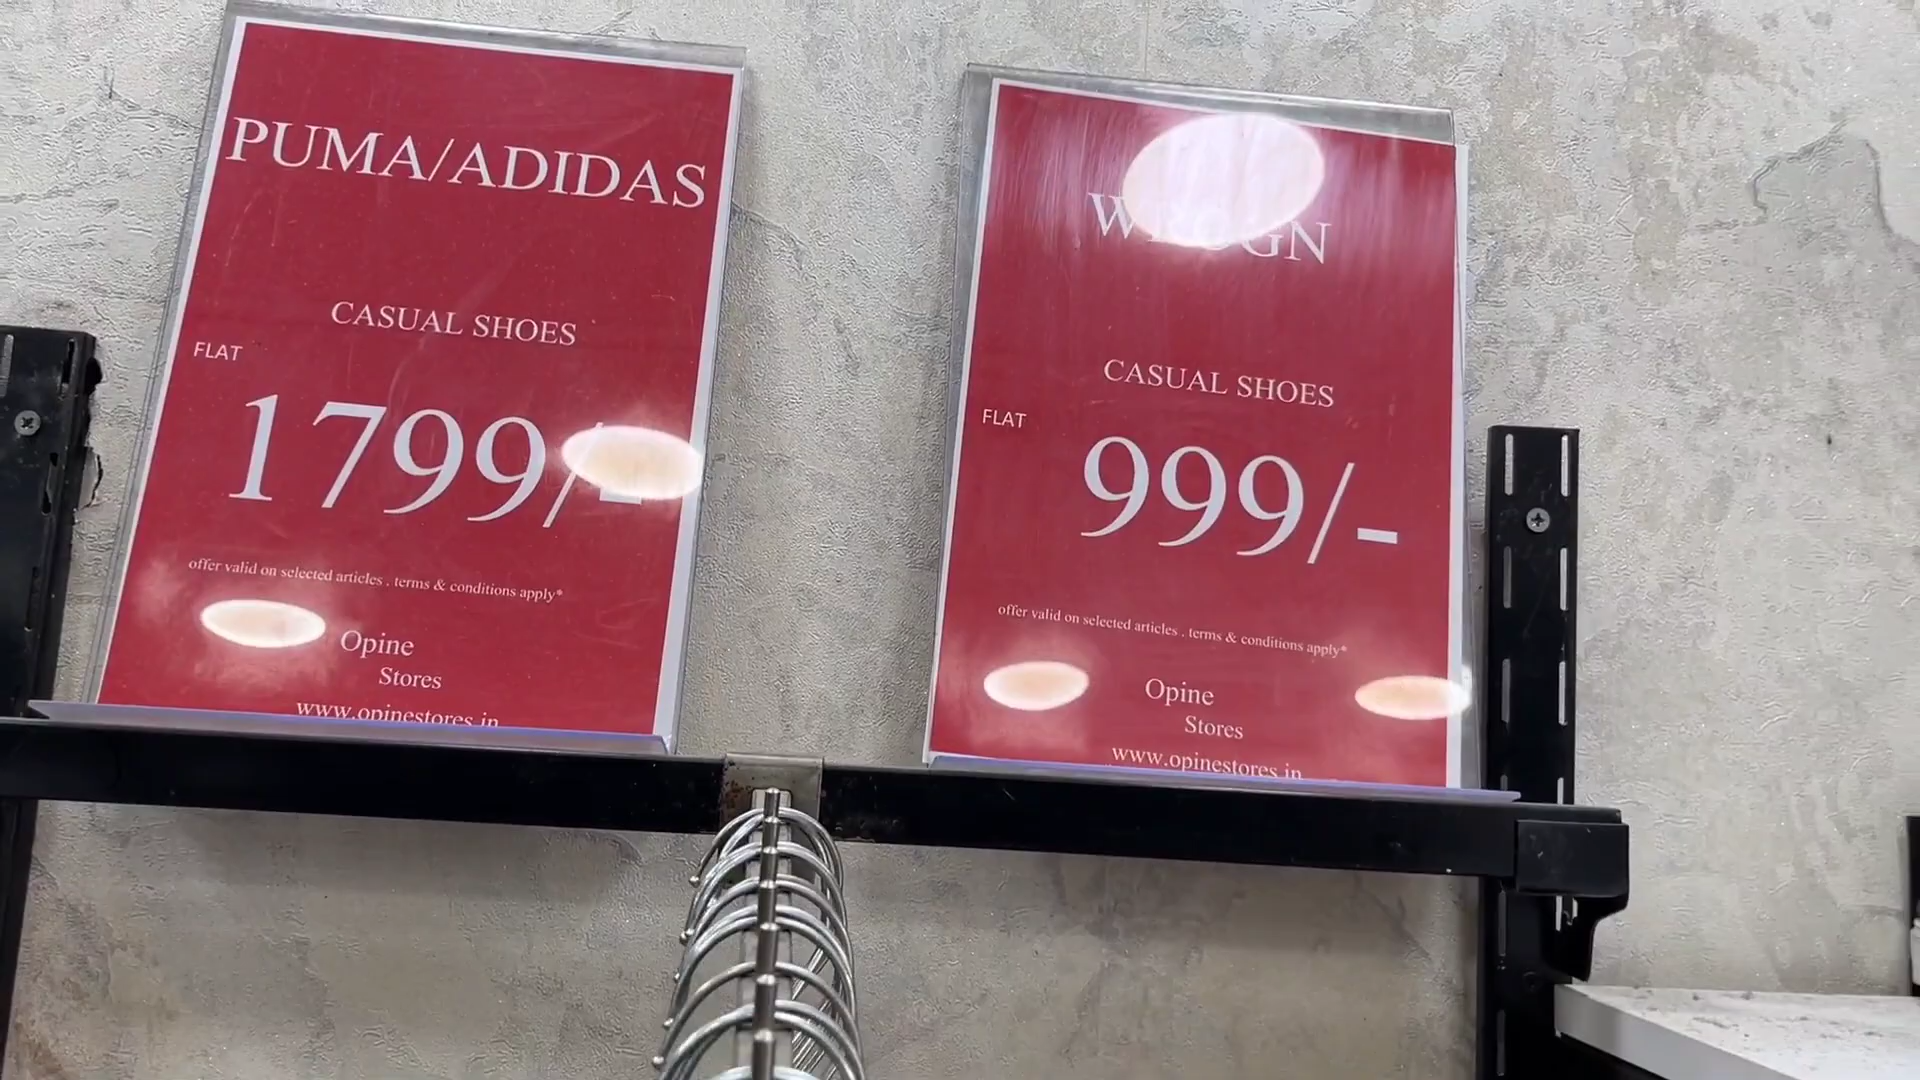 PUMA/ADIDAS
CASUAL SHOES
FLAT
1799/-
offer valid on selected articles . terms & conditions apply*
Opine
Stores
www.opinestores.in
CASUAL SHOES
FLAT
999/-
offer valid on selected articles . terms & conditions apply*
Opine
Stores
www.opinestores.in